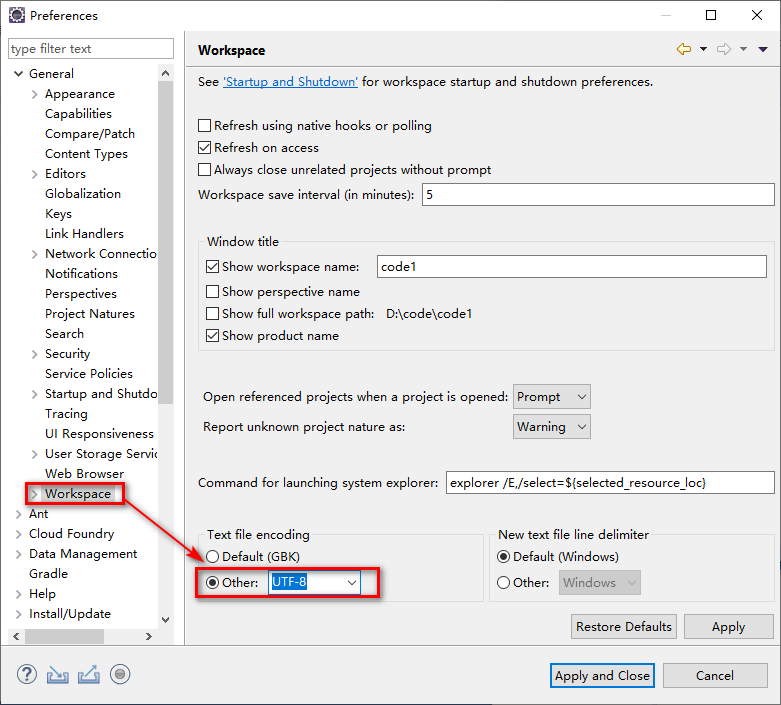 Preferences
type filter text
General
Appearance
Capabilities
Compare/Patch
Content Types
Editors
Globalization
Keys
Link Handlers
Network Connectio
Notifications
Perspectives
Project Natures
Search
Security
Service Policies
Startup and Shutdo
Tracing
UI Responsiveness
User Storage Servic
Web Browser
Workspace
Ant
Cloud Foundry
Data Management
Gradle
Help
Install/Update
Workspace
See 'Startup and Shutdown' for workspace startup and shutdown preferences.
Refresh using native hooks or polling
Refresh on access
Always close unrelated projects without prompt
Workspace save interval (in minutes): 5
Window title
Show workspace name: code1
Show perspective name
Show full workspace path: D:\code\code1
Show product name
Open referenced projects when a project is opened: Prompt
Report unknown project nature as: Warning
Command for launching system explorer: explorer /E,/select=${selected_resource_loc}
Text file encoding
Default (GBK)
Other: UTF-8
New text file line delimiter
Default (Windows)
Other: Windows
Restore Defaults Apply
? Apply and Close Cancel